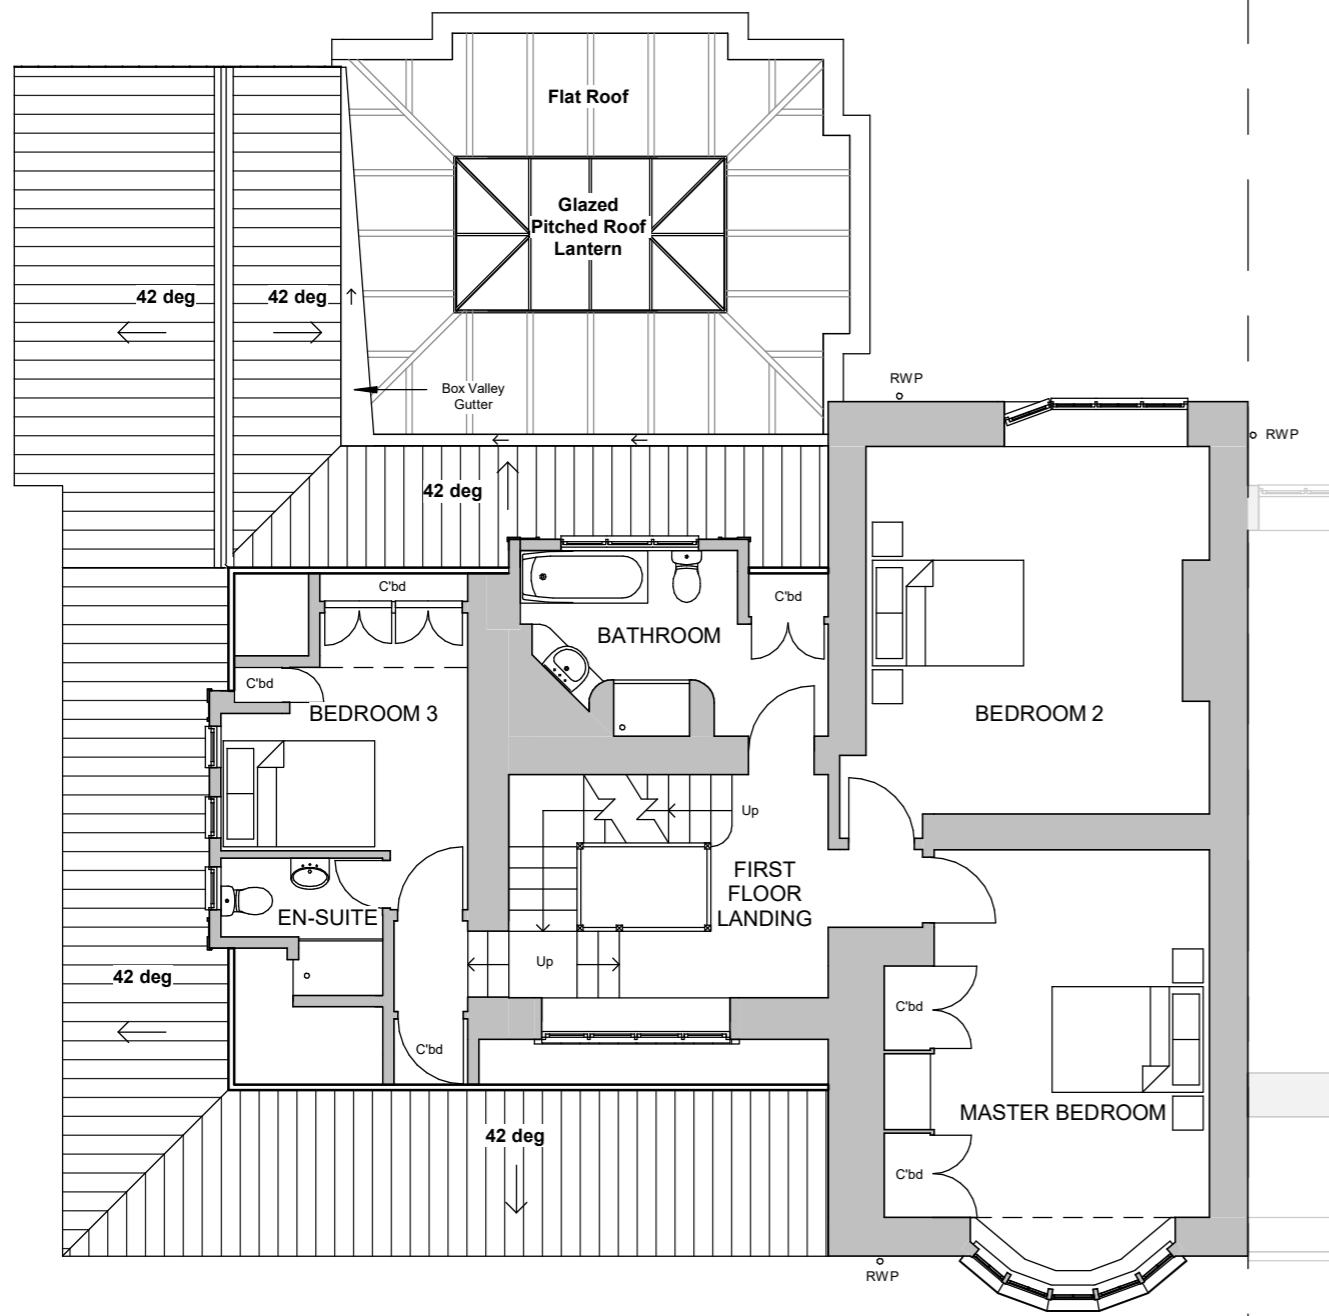 Flat Roof
Glazed
Pitched Roof
Lantern
42 deg
42 deg
Box Valley
Gutter
RWP
RWP
42 deg
C'bd
C'bd
BATHROOM
C'bd
BEDROOM 3
BEDROOM 2
Up
FIRST
FLOOR
LANDING
EN-SUITE
Up
42 deg
C'bd
C'bd
MASTER BEDROOM
42 deg
C'bd
RWP